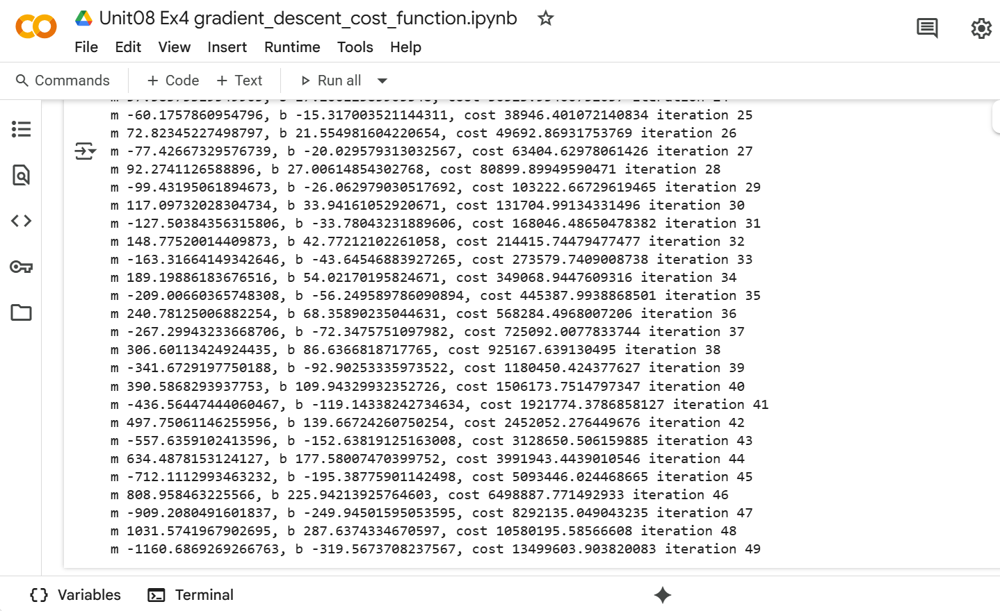 Unit08 Ex4 gradient_descent_cost_function.ipynb
File Edit View Insert Runtime Tools Help
Commands + Code + Text Run all
m -60.1757860954796, b -15.317003521144311, cost 38946.401072140834 iteration 25
m 72.82345227498797, b 21.554981604220654, cost 49692.86931753769 iteration 26
m -77.42667329576739, b -20.029579313032567, cost 63404.62978061426 iteration 27
m 92.2741126588896, b 27.00614854302768, cost 80899.89949590471 iteration 28
m -99.43195061894673, b -26.062979030517692, cost 103222.66729619465 iteration 29
m 117.09732028304734, b 33.94161052920671, cost 131704.99134331496 iteration 30
m -127.50384356315806, b -33.78043231889606, cost 168046.48650478382 iteration 31
m 148.77520014409873, b 42.77212102261058, cost 214415.74479477477 iteration 32
m -163.31664149342646, b -43.64546883927265, cost 273579.7409008738 iteration 33
m 189.19886183676516, b 54.02170195824671, cost 349068.9447609316 iteration 34
m -209.00660365748308, b -56.249589786090894, cost 445387.9938868501 iteration 35
m 240.78125006882254, b 68.35890235044631, cost 568284.4968007206 iteration 36
m -267.29943233668706, b -72.3475751097982, cost 725092.0077833744 iteration 37
m 306.60113424924435, b 86.6366818717765, cost 925167.639130495 iteration 38
m -341.6729197750188, b -92.90253335973522, cost 1180450.424377627 iteration 39
m 390.5868293937753, b 109.94329932352726, cost 1506173.7514797347 iteration 40
m -436.56447444060467, b -119.14338242734634, cost 1921774.3786858127 iteration 41
m 497.75061146255956, b 139.66724260750254, cost 2452052.276449676 iteration 42
m -557.6359102413596, b -152.63819125163008, cost 3128650.506159885 iteration 43
m 634.4878153124127, b 177.58007470399752, cost 3991943.4439010546 iteration 44
m -712.1112993463232, b -195.38775901142498, cost 5093446.024468665 iteration 45
m 808.958463225566, b 225.94213925764603, cost 6498887.771492933 iteration 46
m -909.2080491601837, b -249.94501595053595, cost 8292135.049043235 iteration 47
m 1031.5741967902695, b 287.6374334670597, cost 10580195.58566608 iteration 48
m -1160.6869269266763, b -319.5673708237567, cost 13499603.903820083 iteration 49
Variables Terminal